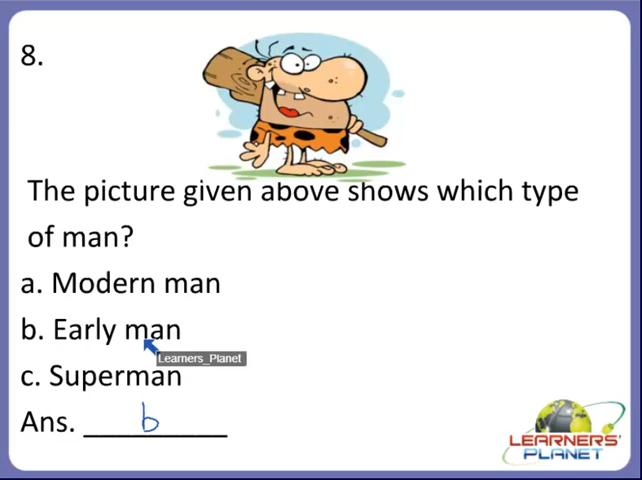 8.
The picture given above shows which type
of man?
a. Modern man
b. Early man
Learners_Planet
c. Superman
Ans. __________ b
LEARNERS'
PLANET